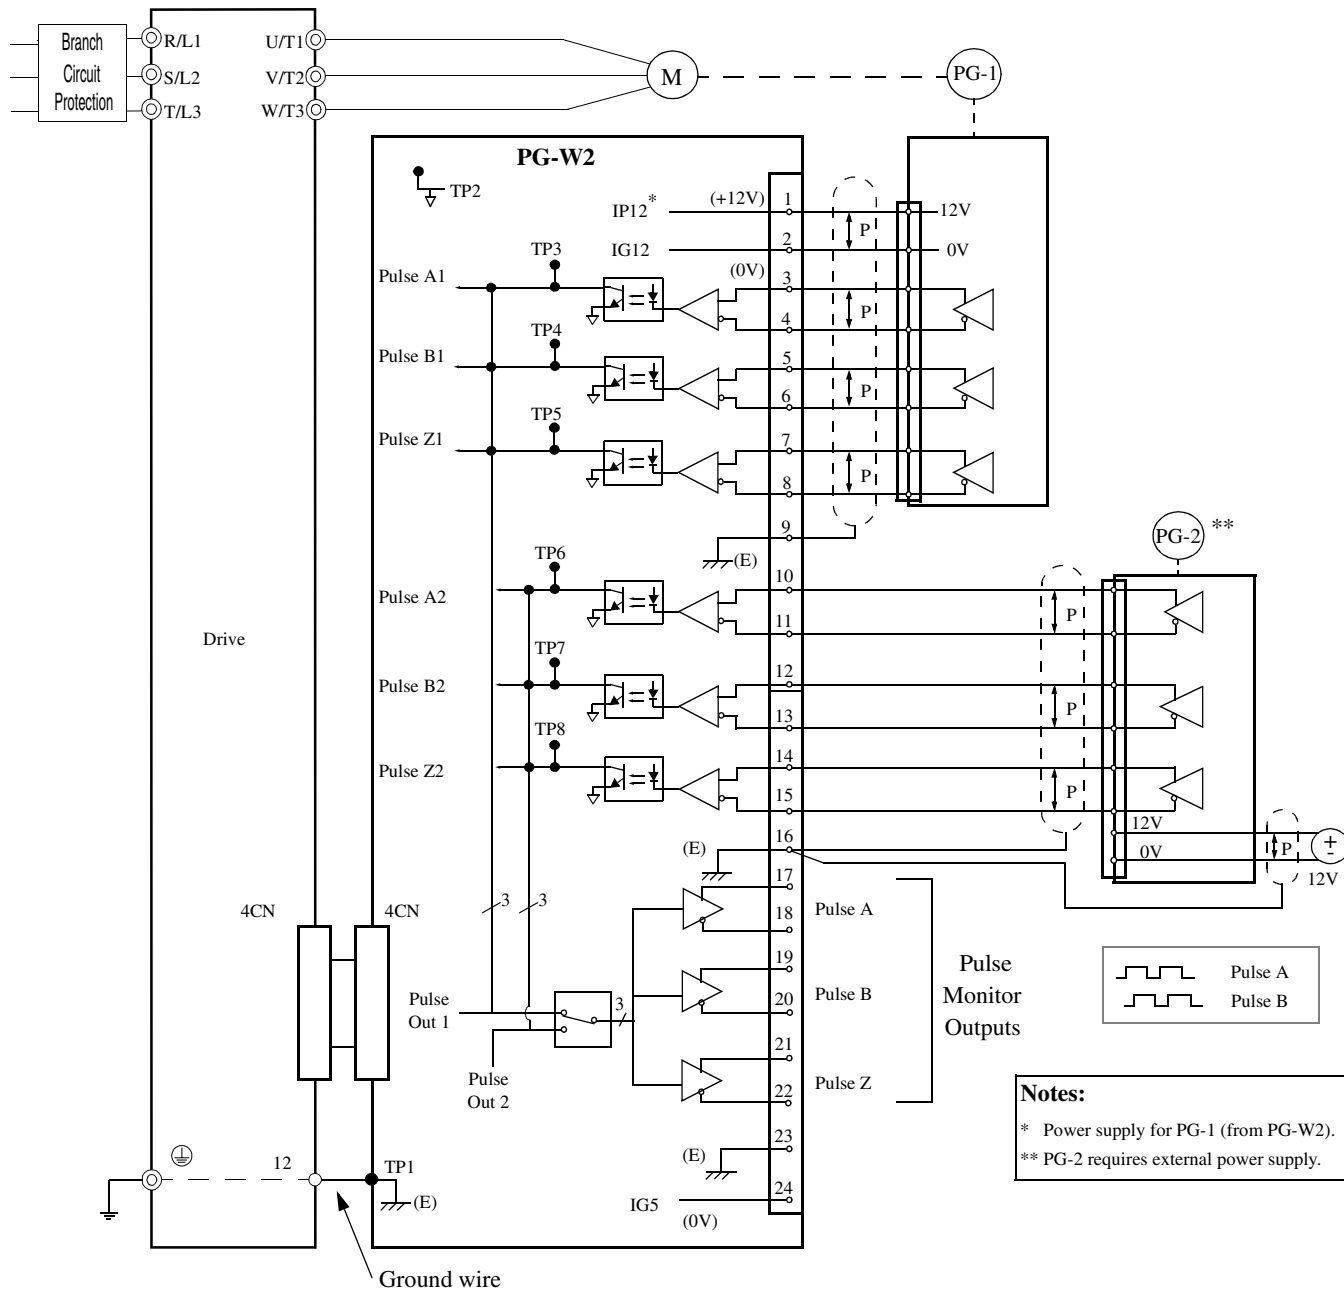 Branch
Circuit
Protection
R/L1
S/L2
T/L3
U/T1
V/T2
W/T3
M
PG-1
PG-W2
TP2
IP12*
(+12V)
1
P
12V
IG12
2
0V
(0V)
Pulse A1
TP3
3
P
4
Pulse B1
TP4
5
P
6
Pulse Z1
TP5
7
P
8
9
(E)
PG-2
**
Drive
Pulse A2
TP6
10
P
11
Pulse B2
TP7
12
P
13
Pulse Z2
TP8
14
P
15
12V
0V
P
+
-
12V
(E)
16
3
3
17
18
Pulse A
19
20
Pulse B
21
22
Pulse Z
Pulse
Monitor
Outputs
Pulse A
Pulse B
4CN
4CN
Pulse
Out 1
3
Pulse
Out 2
(E)
23
IG5
(0V)
24
Notes:
* Power supply for PG-1 (from PG-W2).
** PG-2 requires external power supply.
12
TP1
(E)
Ground wire